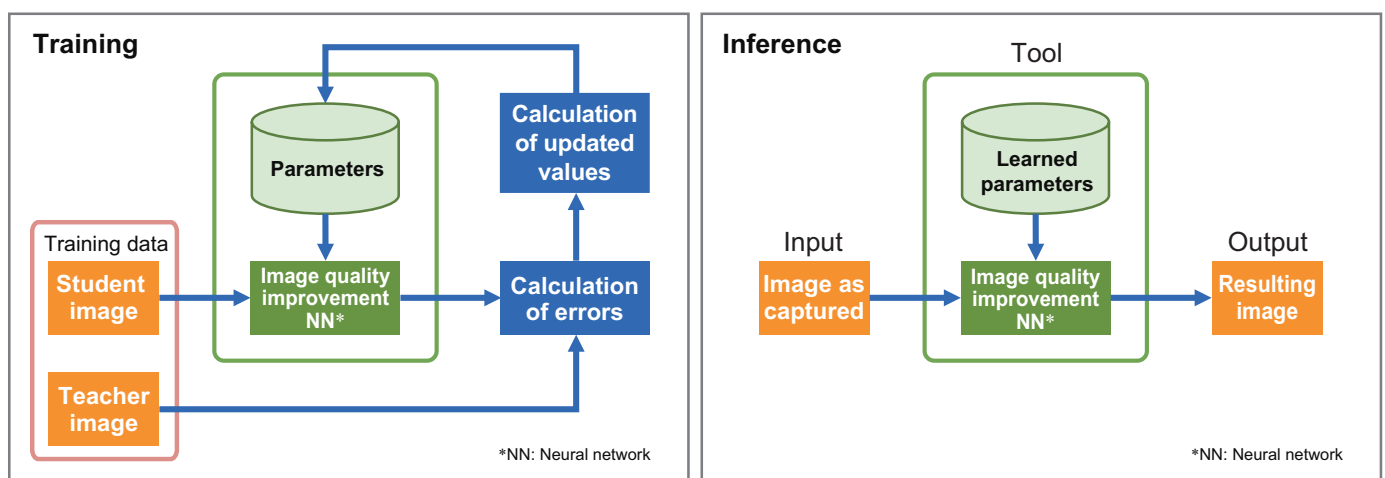 Training
Parameters
Calculation
of updated
values
Training data
Student
image
Image quality
improvement
NN*
Calculation
of errors
Teacher
image
*NN: Neural network
Inference
Tool
Learned
parameters
Input
Image as
captured
Image quality
improvement
NN*
Output
Resulting
image
*NN: Neural network